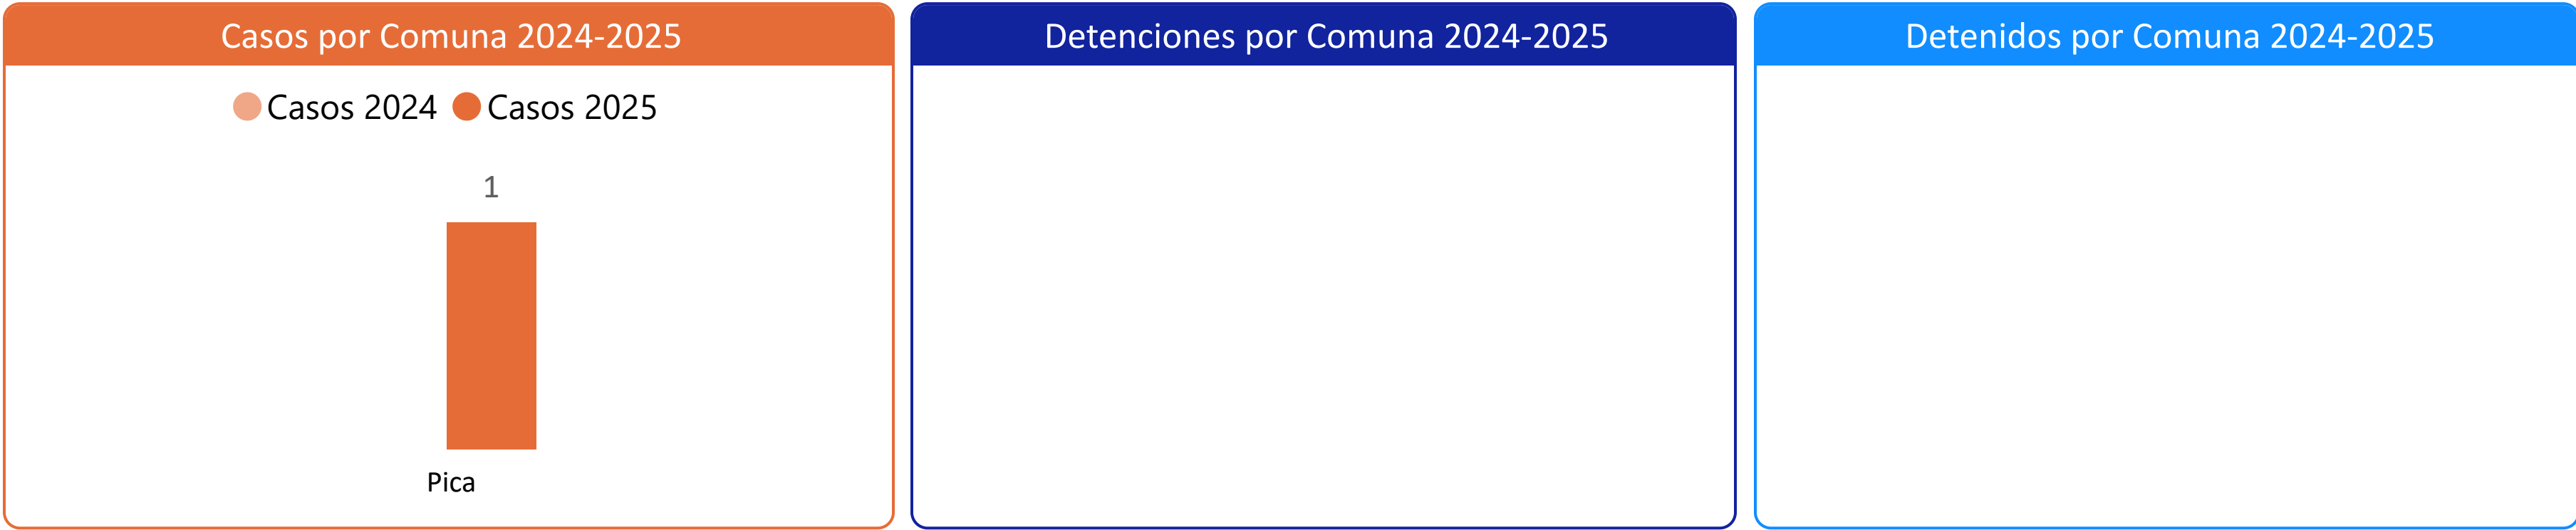 Casos por Comuna 2024-2025
Casos 2024 Casos 2025
1
Pica
Detenciones por Comuna 2024-2025
Detenidos por Comuna 2024-2025